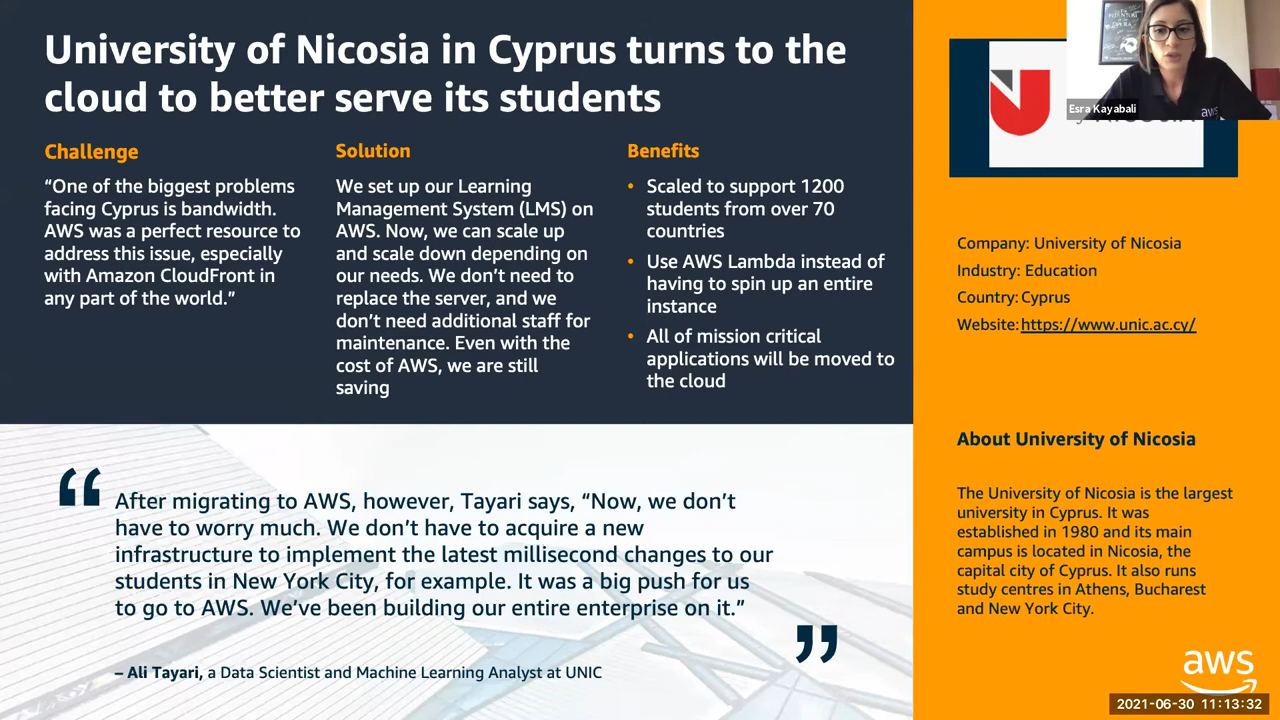 University of Nicosia in Cyprus turns to the
cloud to better serve its students
Challenge
“One of the biggest problems
facing Cyprus is bandwidth.
AWS was a perfect resource to
address this issue, especially
with Amazon CloudFront in
any part of the world.”
Solution
We set up our Learning
Management System (LMS) on
AWS. Now, we can scale up
and scale down depending on
our needs. We don’t need to
replace the server, and we
don’t need additional staff for
maintenance. Even with the
cost of AWS, we are still
saving
Benefits
• Scaled to support 1200
students from over 70
countries
• Use AWS Lambda instead of
having to spin up an entire
instance
• All of mission critical
applications will be moved to
the cloud
“
After migrating to AWS, however, Tayari says, “Now, we don’t
have to worry much. We don’t have to acquire a new
infrastructure to implement the latest millisecond changes to our
students in New York City, for example. It was a big push for us
to go to AWS. We’ve been building our entire enterprise on it.”
”
– Ali Tayari, a Data Scientist and Machine Learning Analyst at UNIC
Esra Kayabali
aws
Company: University of Nicosia
Industry: Education
Country: Cyprus
Website: https://www.unic.ac.cy/
About University of Nicosia
The University of Nicosia is the largest
university in Cyprus. It was
established in 1980 and its main
campus is located in Nicosia, the
capital city of Cyprus. It also runs
study centres in Athens, Bucharest
and New York City.
aws
2021-06-30 11:13:32